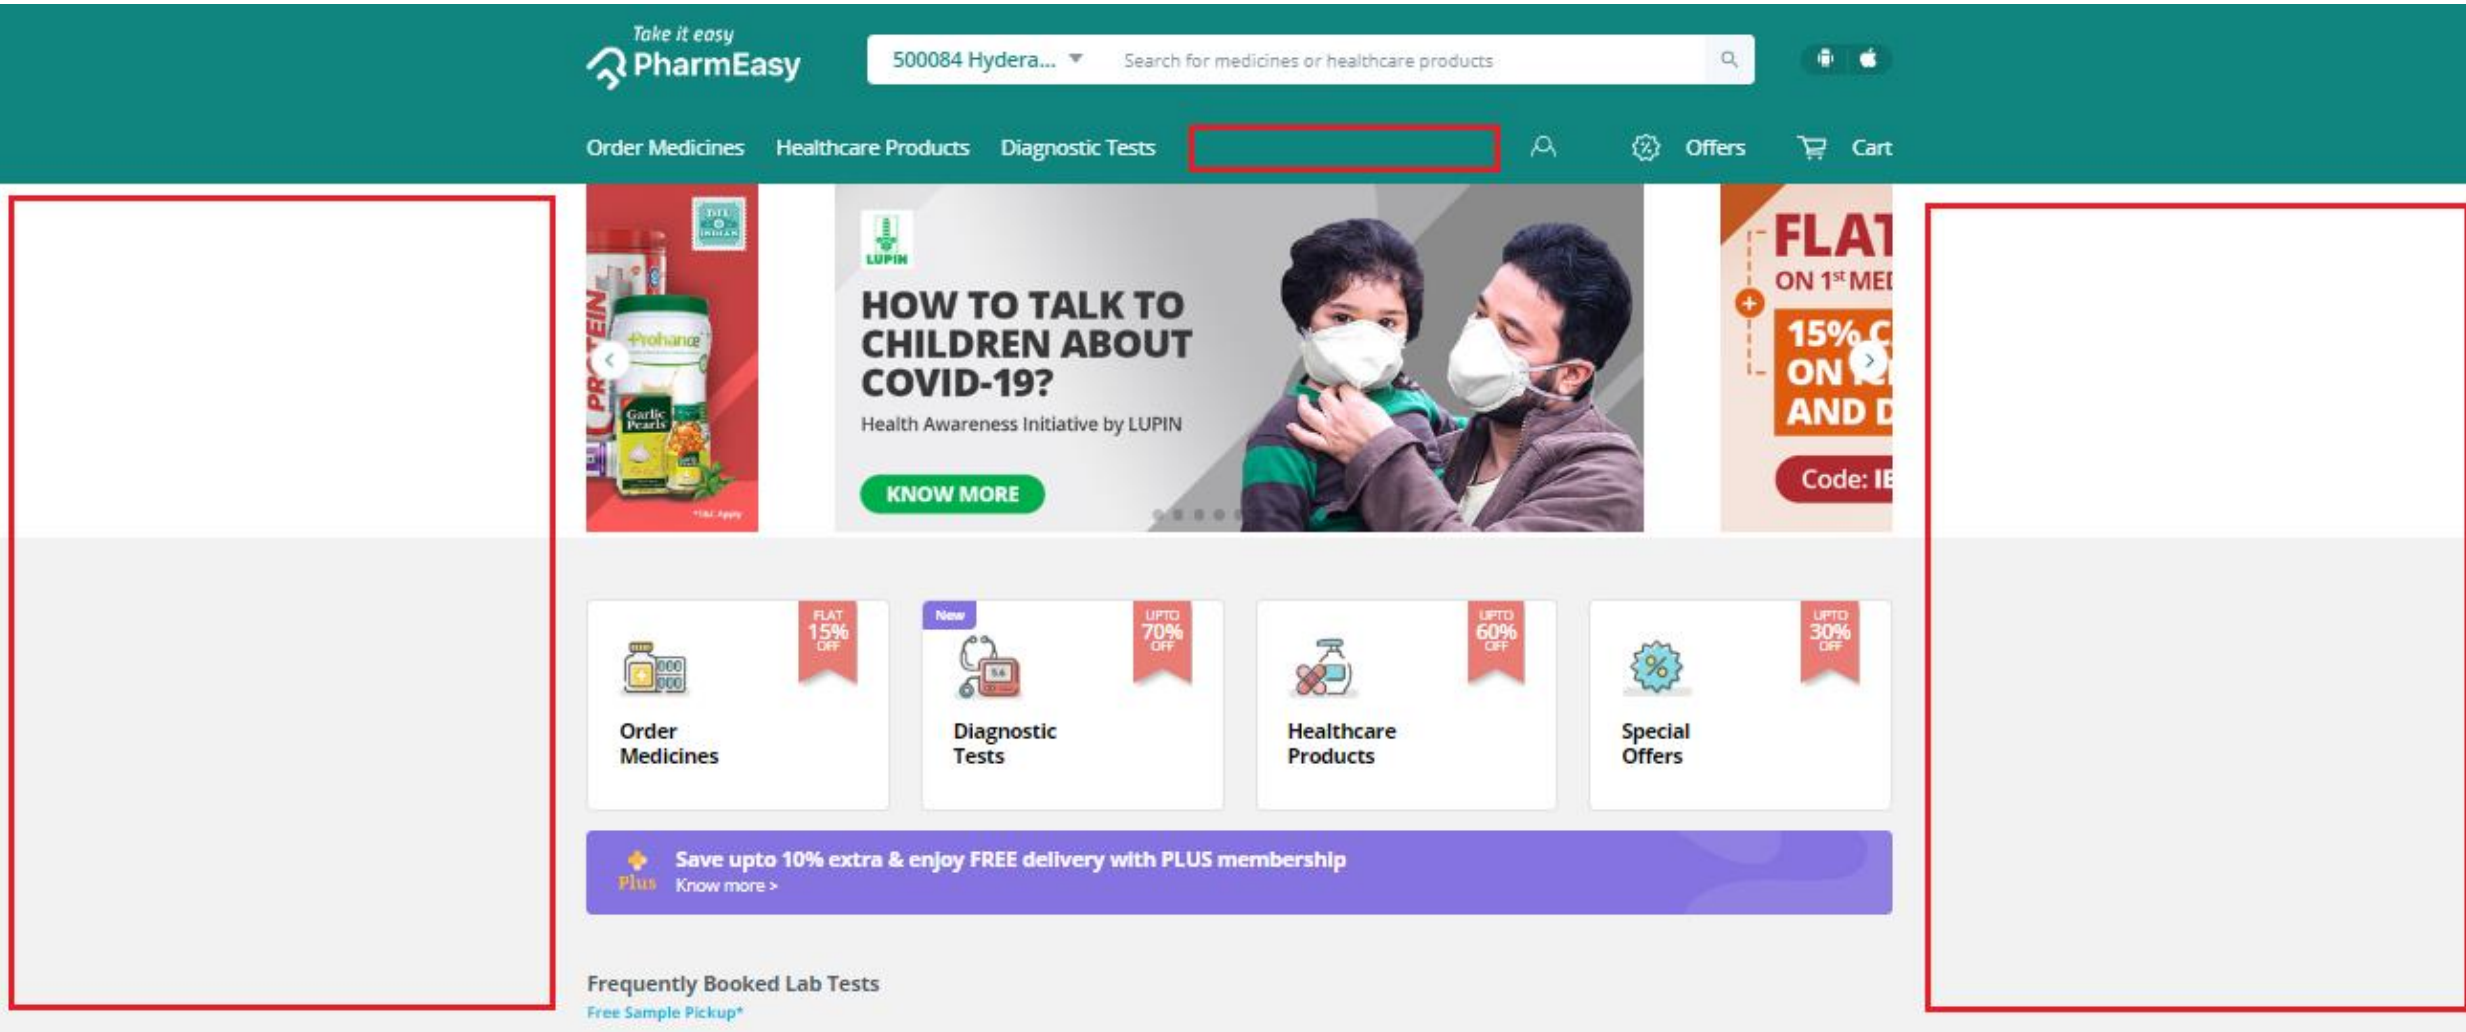 Take it easy
PharmEasy
500084 Hydera...
Search for medicines or healthcare products
Order Medicines
Healthcare Products
Diagnostic Tests
Offers
Cart
PROTEIN
Prohance
Garlic
Pearls
*T&C Apply
LUPIN
HOW TO TALK TO
CHILDREN ABOUT
COVID-19?
Health Awareness Initiative by LUPIN
KNOW MORE
FLAT
ON 1st MED
15% C
ON
AND D
Code: IE
FLAT
15%
OFF
Order
Medicines
New
UPTO
70%
OFF
5.6
Diagnostic
Tests
UPTO
60%
OFF
Healthcare
Products
UPTO
30%
OFF
Special
Offers
Plus
Save upto 10% extra & enjoy FREE delivery with PLUS membership
Know more >
Frequently Booked Lab Tests
Free Sample Pickup*